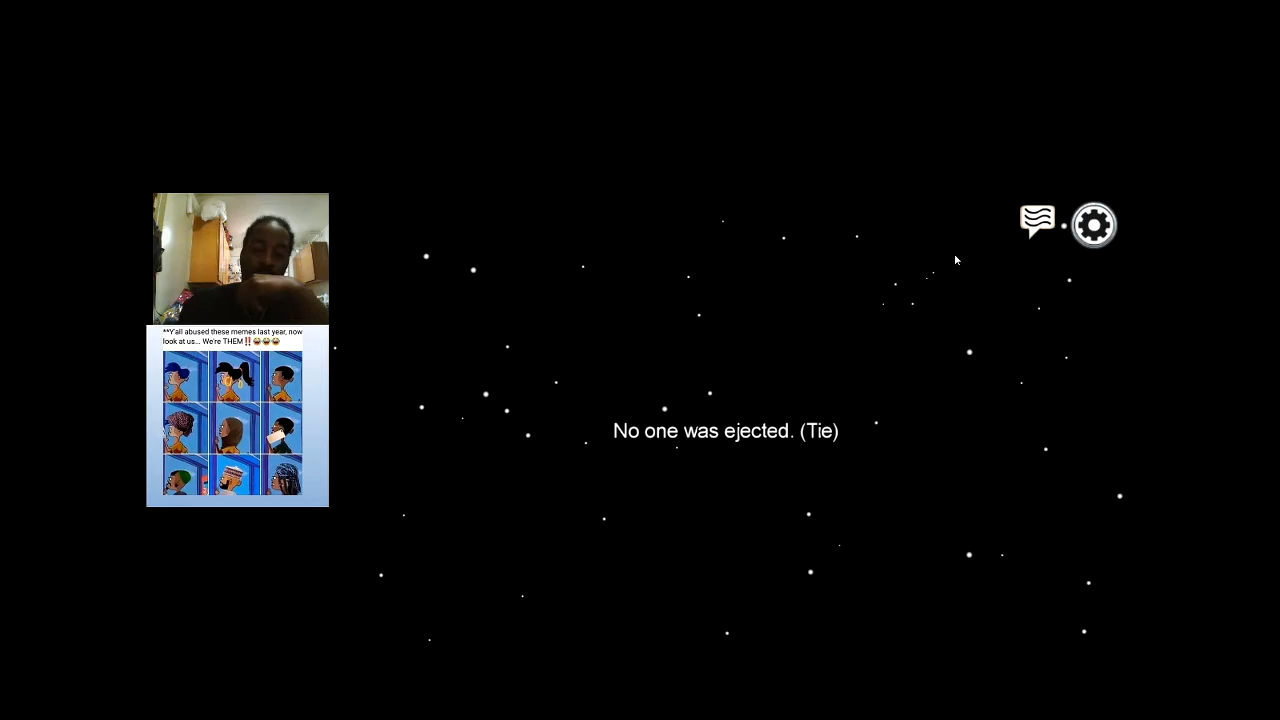 **Y'all abused these memes last year, now
look at us... We're THEM‼️😂😂😂
No one was ejected. (Tie)